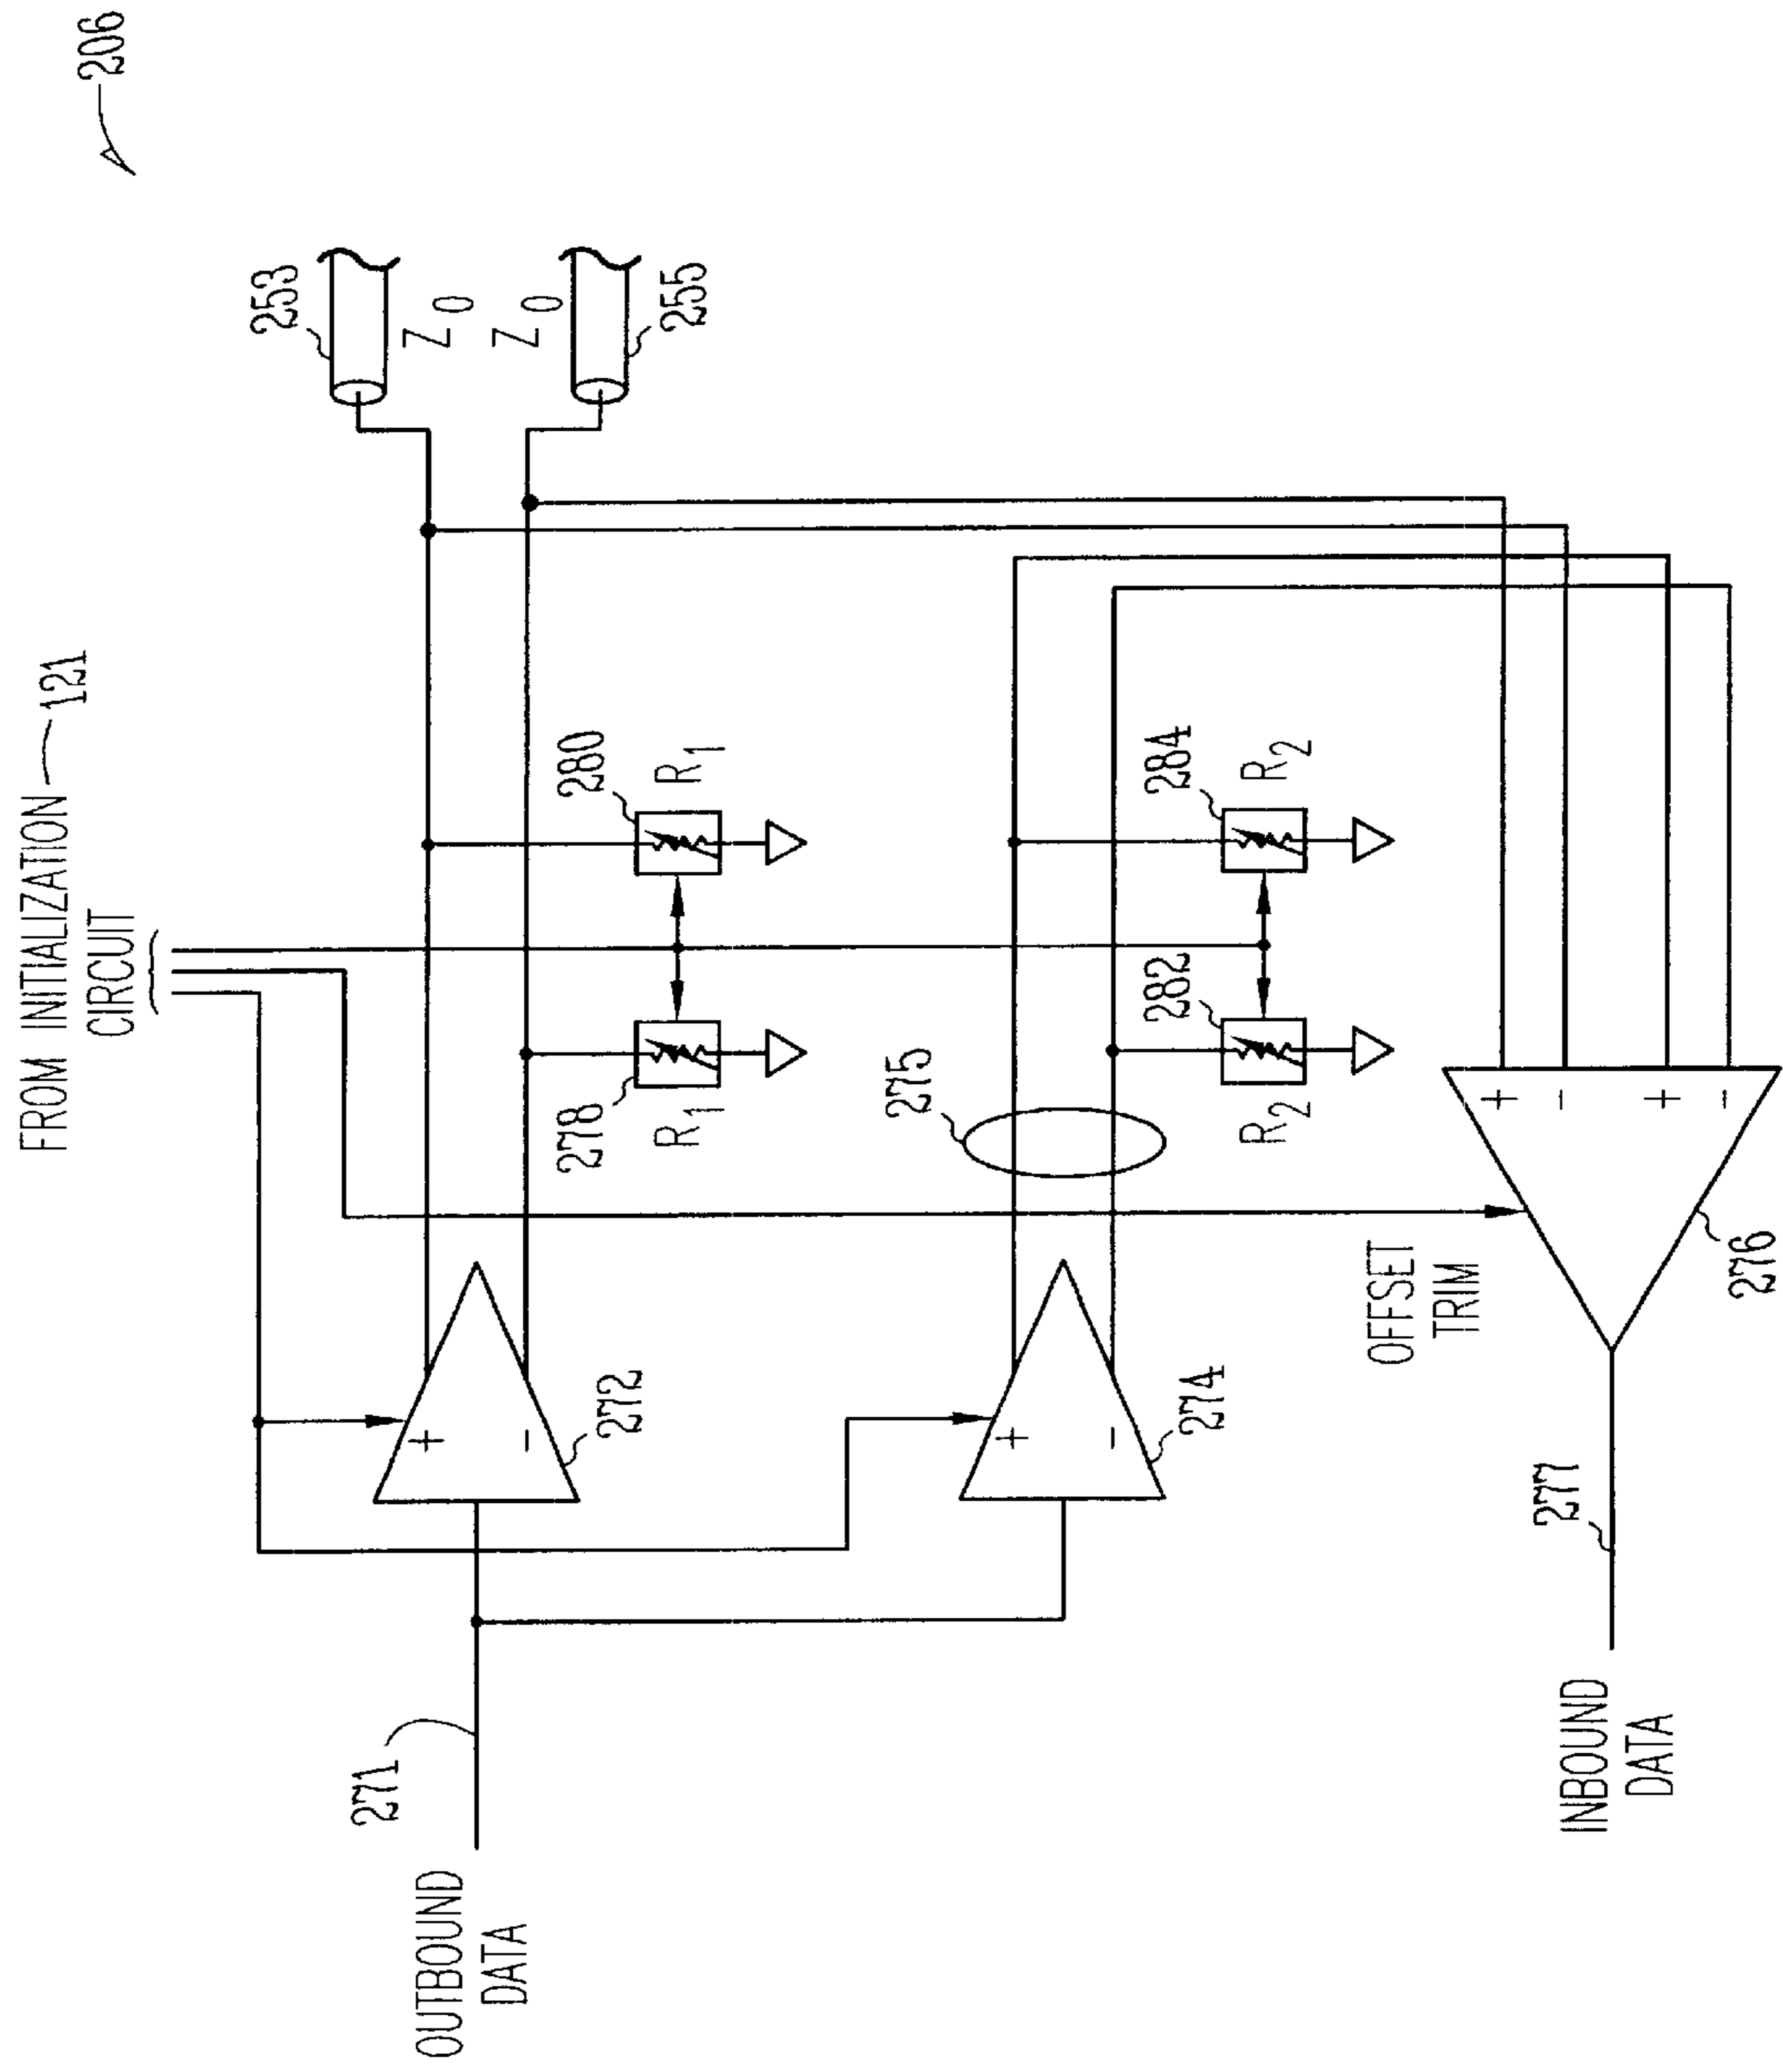 206
FROM INITIALIZATION 121
CIRCUIT
253
Z0
Z0
255
280
R1
278
R1
284
R2
282
R2
275
272
274
OFFSET
TRIM
276
+
-
+
-
+
-
+
-
271
OUTBOUND
DATA
277
INBOUND
DATA